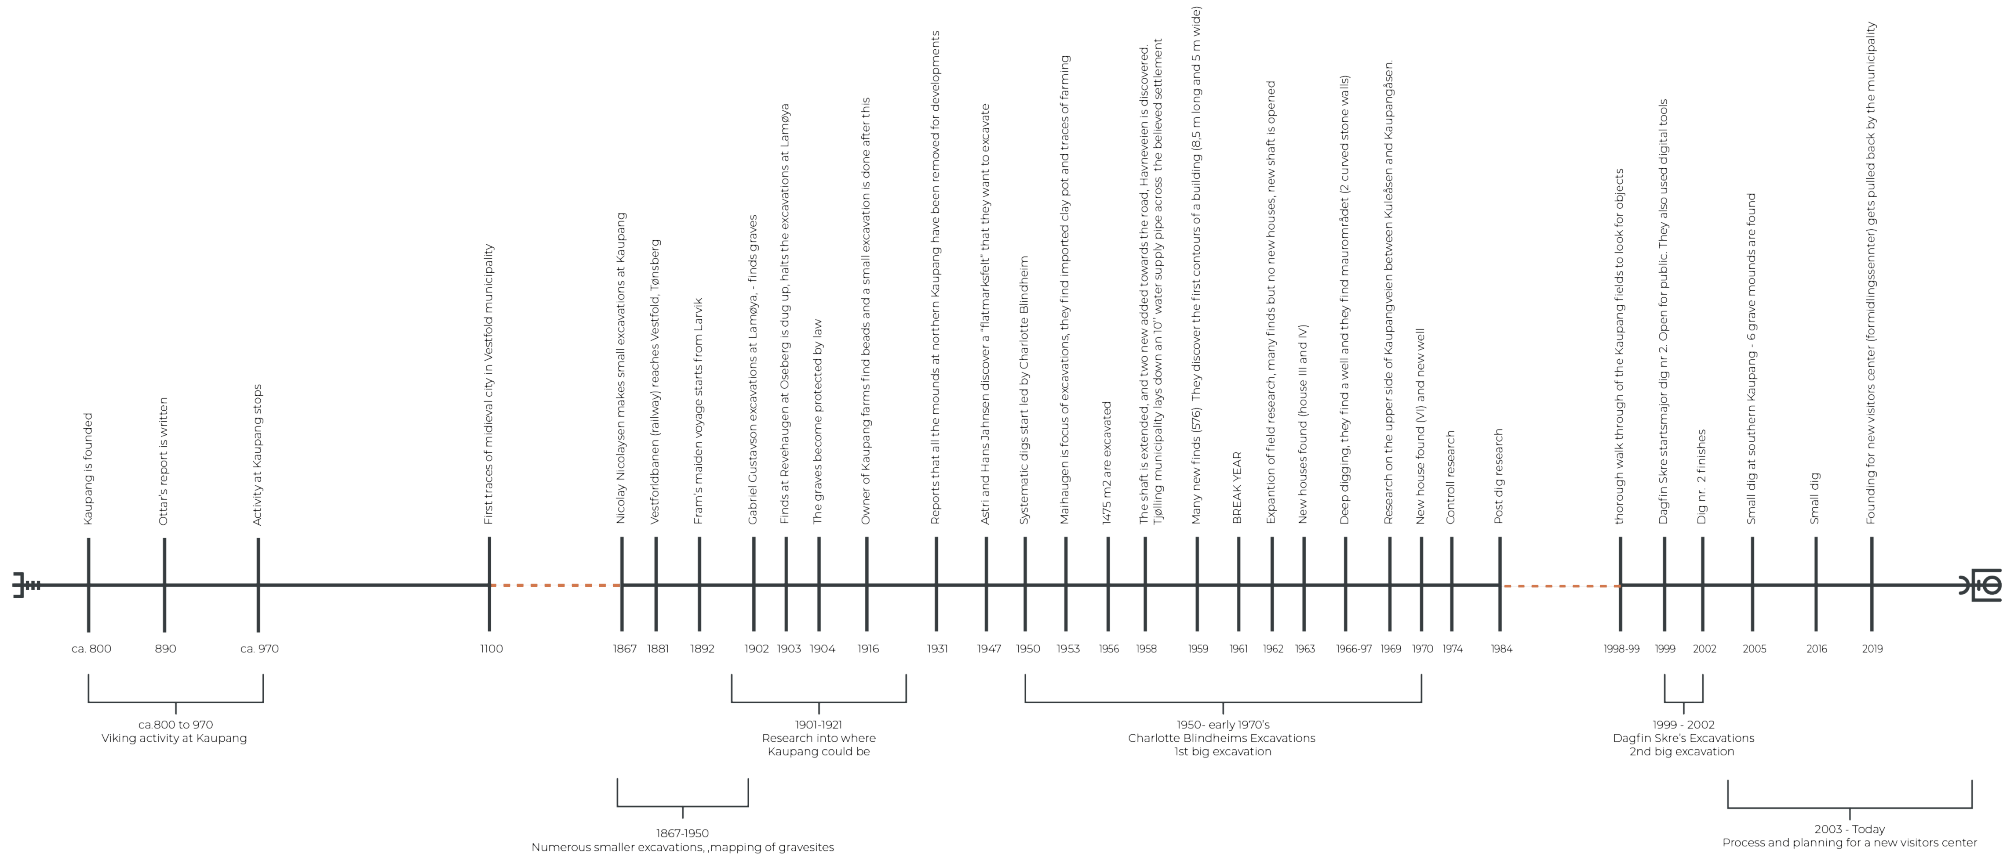 Kaupang is founded
Ottar's report is written
Activity at Kaupang stops
First traces of midieval city in Vestfold municipality
Nicolay Nicolaysen makes small excavations at Kaupang
Vestforldbanen (railway) reaches Vestfold, Tønsberg
Fram's maiden voyage starts from Larvik
Gabriel Gustavson excavations at Lamøya, - finds graves
Finds at Revehaugen at Oseberg is dug up, halts the excavations at Lamøya
The graves become protected by law
Owner of Kaupang farms find beads and a small excavation is done after this
Reports that all the mounds at northern Kaupang have been removed for developments
Astri and Hans Jahnsen discover a "flatmarksfelt" that they want to excavate
Systematic digs start led by Charlotte Blindheim
Maihaugen is focus of excavations, they find imported clay pot and traces of farming
1475 m2 are excavated
The shaft is extended, and two new added towards the road, Havneveien is discovered.
Tjølling municipality lays down an 10'' water supply pipe across the believed settlement
Many new finds (576) They discover the first contours of a building (8,5 m long and 5 m wide)
BREAK YEAR
Expantion of field research, many finds but no new houses, new shaft is opened
New houses found (house III and IV)
Deep digging, they find a well and they find maurområdet (2 curved stone walls)
Research on the upper side of Kaupangveien between Kuleåsen and Kaupangåsen.
New house found (VI) and new well
Controll research
Post dig research
thorough walk through of the Kaupang fields to look for objects
Dagfin Skre startsmajor dig nr 2. Open for public. They also used digital tools
Dig nr. 2 finishes
Small dig at southern Kaupang - 6 grave mounds are found
Small dig
Founding for new visitors center (formidlingssennter) gets pulled back by the municipality
ca. 800
890
ca. 970
1100
1867
1881
1892
1902
1903
1904
1916
1931
1947
1950
1953
1956
1958
1959
1961
1962
1963
1966-97
1969
1970
1974
1984
1998-99
1999
2002
2005
2016
2019
ca.800 to 970
Viking activity at Kaupang
1901-1921
Research into where
Kaupang could be
1950- early 1970's
Charlotte Blindheims Excavations
1st big excavation
1999 - 2002
Dagfin Skre's Excavations
2nd big excavation
1867-1950
Numerous smaller excavations, ,mapping of gravesites
2003 - Today
Process and planning for a new visitors center